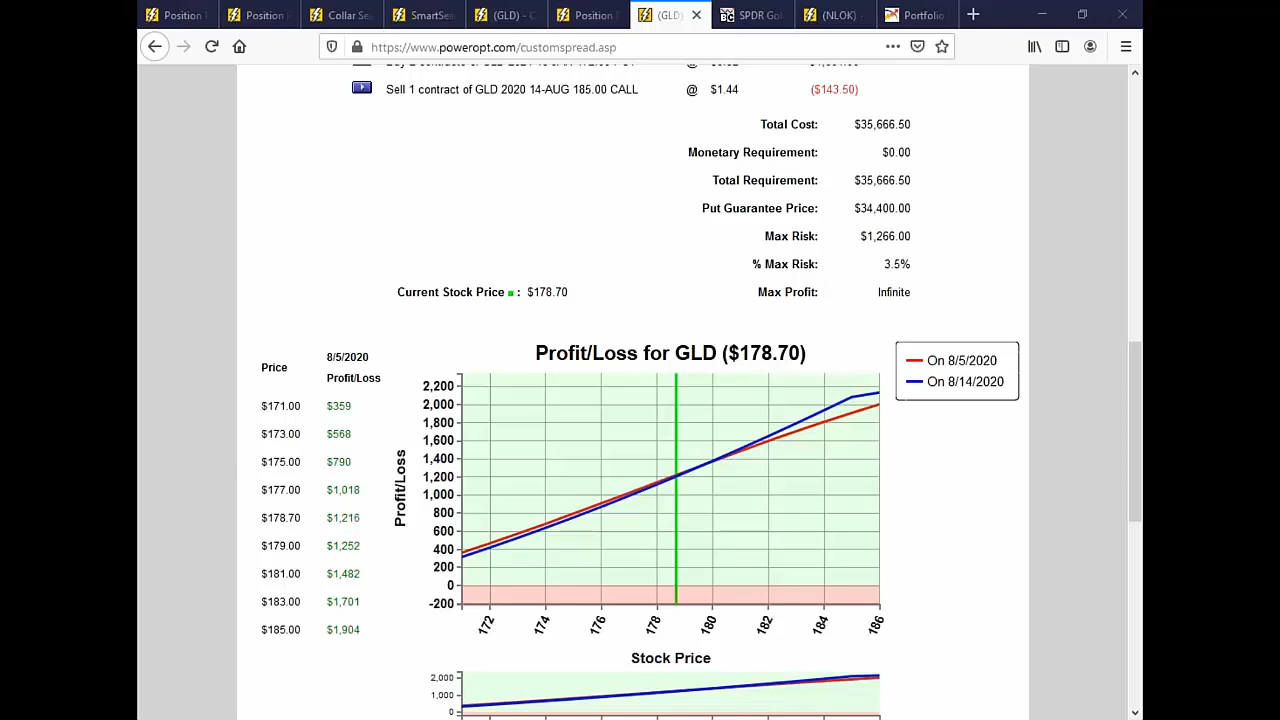 Position
Position
Collar Sea
SmartSea
(GLD) - C
Position
(GLD)
SPDR Gol
(NLOK)
Portfolio
https://www.poweropt.com/customspread.asp
Sell 1 contract of GLD 2020 14-AUG 185.00 CALL @ $1.44 ($143.50)
Total Cost: $35,666.50
Monetary Requirement: $0.00
Total Requirement: $35,666.50
Put Guarantee Price: $34,400.00
Max Risk: $1,266.00
% Max Risk: 3.5%
Current Stock Price : $178.70 Max Profit: Infinite
Price 8/5/2020 Profit/Loss
$171.00 $359
$173.00 $568
$175.00 $790
$177.00 $1,018
$178.70 $1,216
$179.00 $1,252
$181.00 $1,482
$183.00 $1,701
$185.00 $1,904
Profit/Loss for GLD ($178.70)
On 8/5/2020
On 8/14/2020
Profit/Loss
2,200
2,000
1,800
1,600
1,400
1,200
1,000
800
600
400
200
0
-200
172 174 176 178 180 182 184 186
Stock Price
2,000
1,000
0